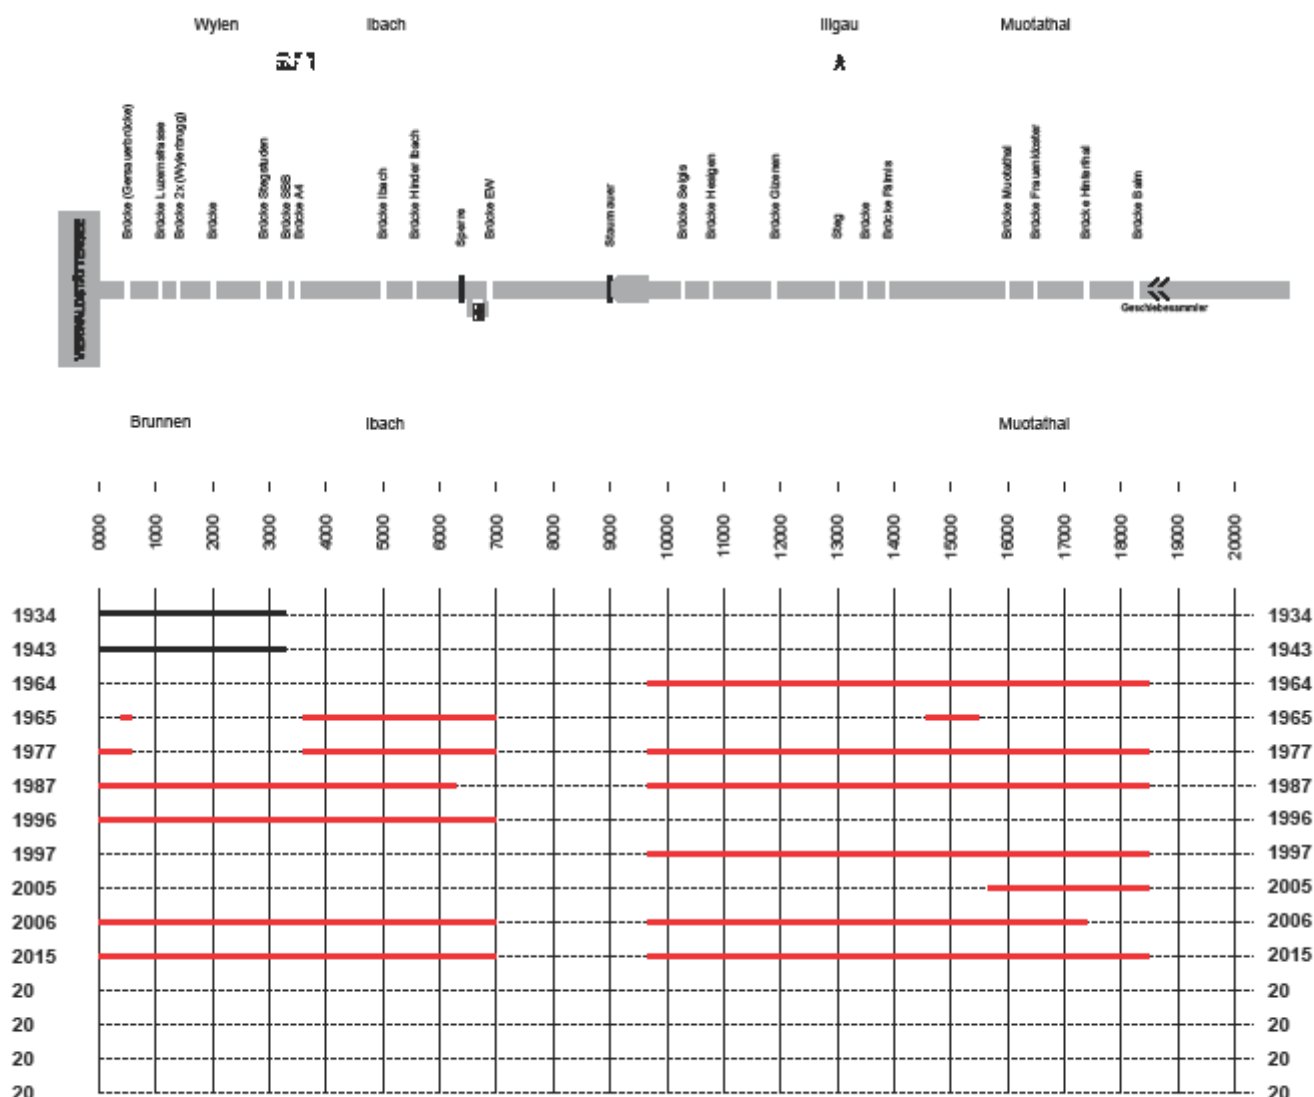 Wylen Ibach Illgau Muotathal
Brücke (Gersauerbrücke)
Brücke Luzernstrasse
Brücke 2x (Wylerbrugg)
Brücke
Brücke Stegstuden
Brücke SBB
Brücke A4
Brücke Ibach
Brücke Hinder Ibach
Sperre
Brücke EW
Staumauer
Brücke Selgis
Brücke Hesigen
Brücke
Steg
Brücke
Brücke
Brücke Muotathal
Brücke Frauenkloster
Brücke Hinterthal
Brücke Balm
VIERWALDSTÄTTERSEE
Geschiebesammler
Brunnen Ibach Muotathal
0000 1000 2000 3000 4000 5000 6000 7000 8000 9000 10000 11000 12000 13000 14000 15000 16000 17000 18000 19000 20000
1934 1934
1943 1943
1964 1964
1965 1965
1977 1977
1987 1987
1996 1996
1997 1997
2005 2005
2006 2006
2015 2015
20 20
20 20
20 20
20 20